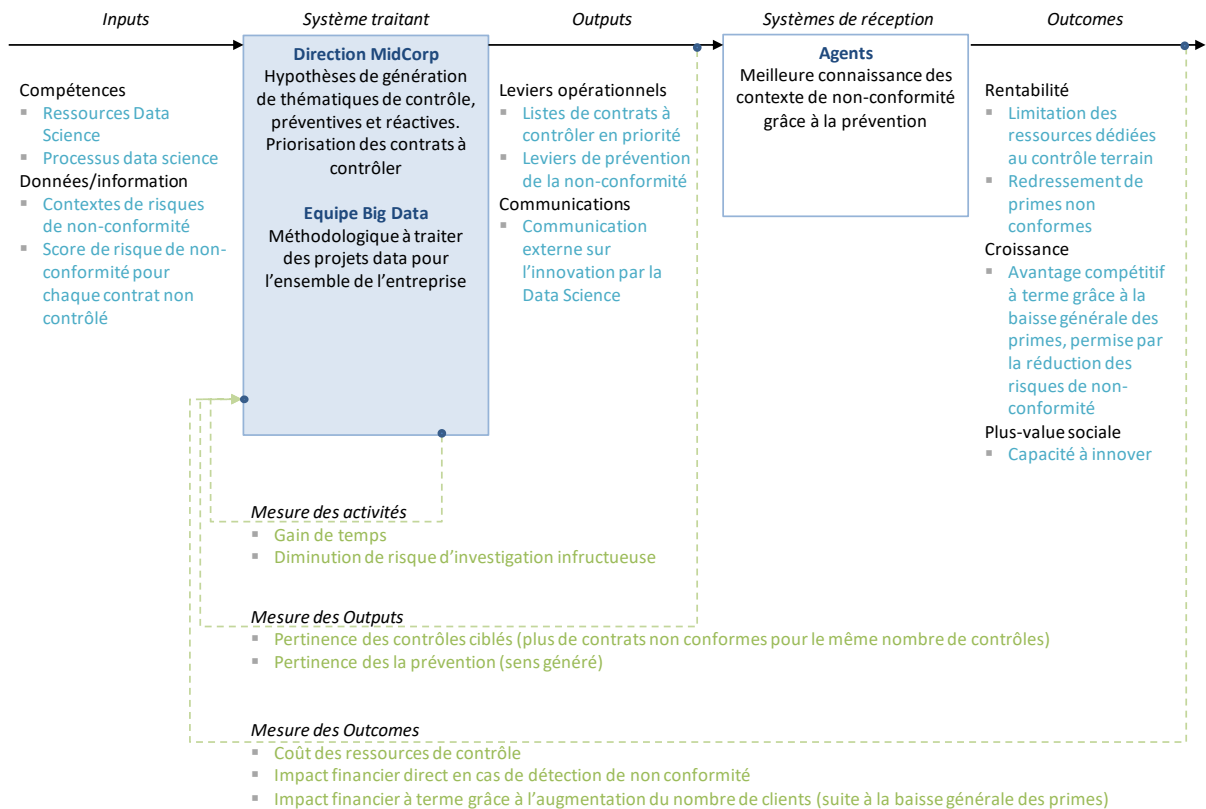 Inputs
Système traitant
Outputs
Systèmes de réception
Outcomes
Compétences
▪ Ressources Data
Science
▪ Processus data science
Données/information
▪ Contextes de risques
de non-conformité
▪ Score de risque de non-
conformité pour
chaque contrat non
contrôlé
Direction MidCorp
Hypothèses de génération
de thématiques de contrôle,
préventives et réactives.
Priorisation des contrats à
contrôler
Equipe Big Data
Méthodologique à traiter
des projets data pour
l'ensemble de l'entreprise
Leviers opérationnels
▪ Listes de contrats à
contrôler en priorité
▪ Leviers de prévention
de la non-conformité
Communications
▪ Communication
externe sur
l'innovation par la
Data Science
Agents
Meilleure connaissance des
contexte de non-conformité
grâce à la prévention
Rentabilité
▪ Limitation des
ressources dédiées
au contrôle terrain
▪ Redressement de
primes non
conformes
Croissance
▪ Avantage compétitif
à terme grâce à la
baisse générale des
primes, permise par
la réduction des
risques de non-
conformité
Plus-value sociale
▪ Capacité à innover
Mesure des activités
▪ Gain de temps
▪ Diminution de risque d'investigation infructueuse
Mesure des Outputs
▪ Pertinence des contrôles ciblés (plus de contrats non conformes pour le même nombre de contrôles)
▪ Pertinence des la prévention (sens généré)
Mesure des Outcomes
▪ Coût des ressources de contrôle
▪ Impact financier direct en cas de détection de non conformité
▪ Impact financier à terme grâce à l'augmentation du nombre de clients (suite à la baisse général des primes)